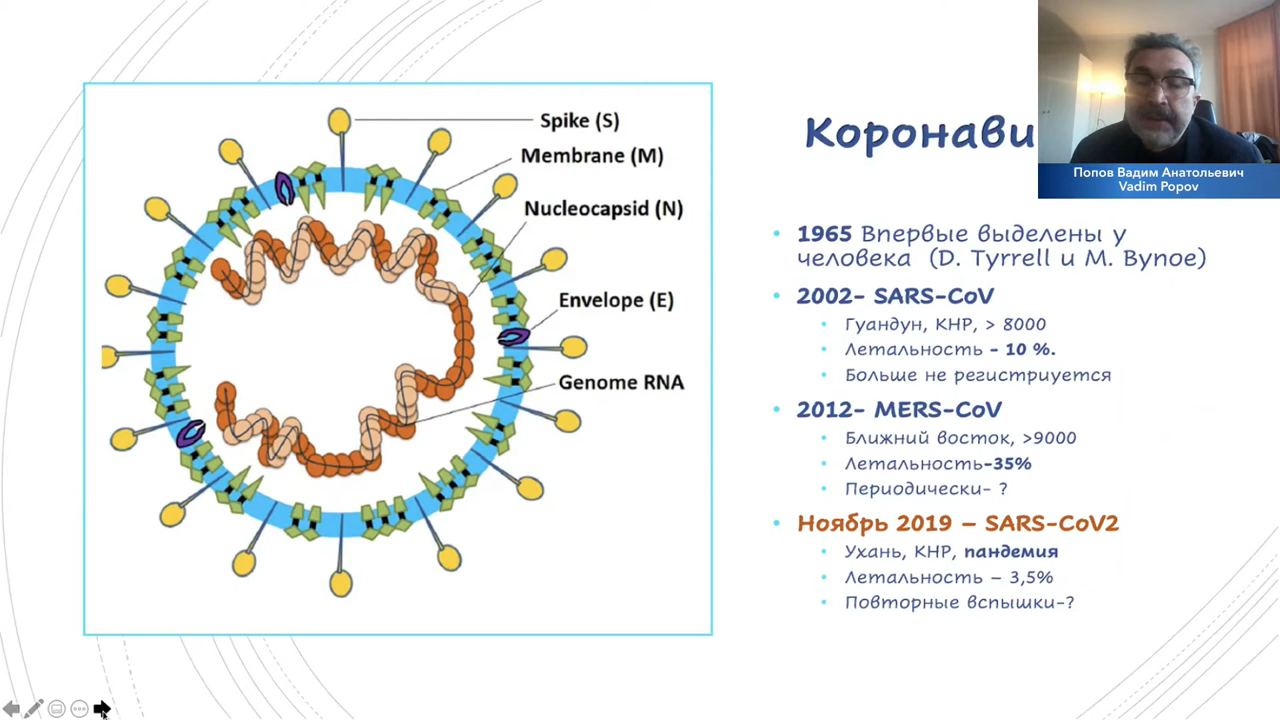 Spike (S)
Membrane (M)
Nucleocapsid (N)
Envelope (E)
Genome RNA
Коронави
Попов Вадим Анатольевич
Vadim Popov
1965 Впервые выделены у
человека (D. Tyrrell и M. Bynoe)
2002- SARS-CoV
Гуандун, КНР, > 8000
Летальность - 10 %.
Больше не регистрируется
2012- MERS-CoV
Ближний восток, >9000
Летальность-35%
Периодически- ?
Ноябрь 2019 – SARS-CoV2
Ухань, КНР, пандемия
Летальность – 3,5%
Повторные вспышки-?